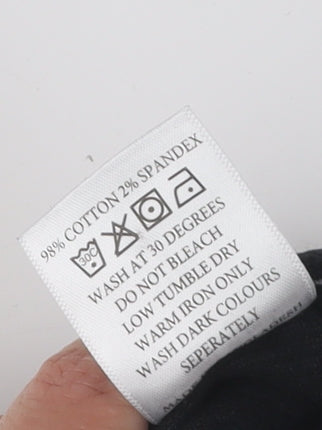 98% COTTON 2% SPANDEX
30C
WASH AT 30 DEGREES
DO NOT BLEACH
LOW TUMBLE DRY
WARM IRON ONLY
WASH DARK COLOURS
SEPERATELY